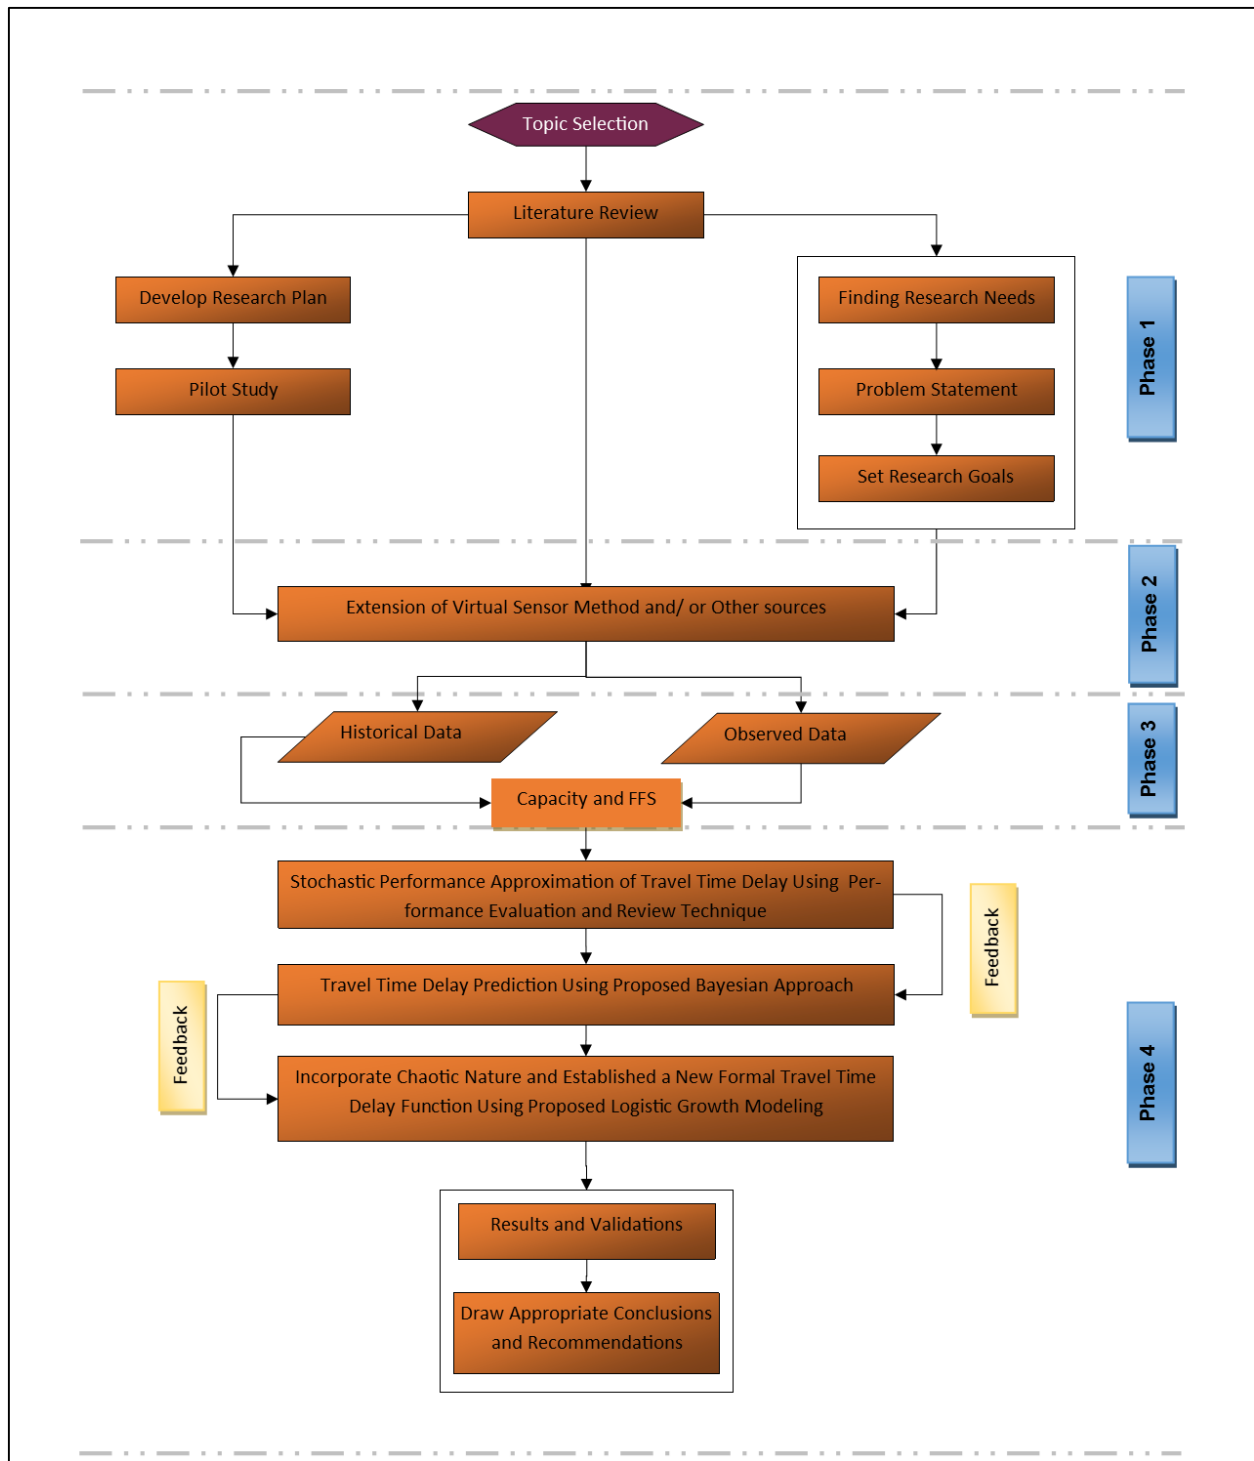 Topic Selection
Literature Review
Develop Research Plan
Pilot Study
Finding Research Needs
Problem Statement
Set Research Goals
Phase 1
Extension of Virtual Sensor Method and/ or Other sources
Phase 2
Historical Data
Observed Data
Capacity and FFS
Phase 3
Stochastic Performance Approximation of Travel Time Delay Using Per-
formance Evaluation and Review Technique
Feedback
Travel Time Delay Prediction Using Proposed Bayesian Approach
Feedback
Incorporate Chaotic Nature and Established a New Formal Travel Time
Delay Function Using Proposed Logistic Growth Modeling
Phase 4
Results and Validations
Draw Appropriate Conclusions
and Recommendations